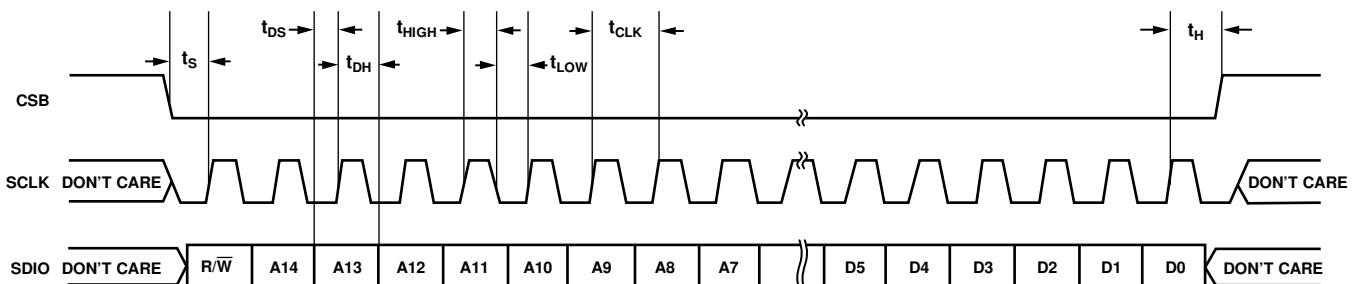 tDS tHIGH tCLK tH
tS tDH tLOW
CSB
SCLK DON'T CARE DON'T CARE
SDIO DON'T CARE R/W̅ A14 A13 A12 A11 A10 A9 A8 A7 D5 D4 D3 D2 D1 D0 DON'T CARE